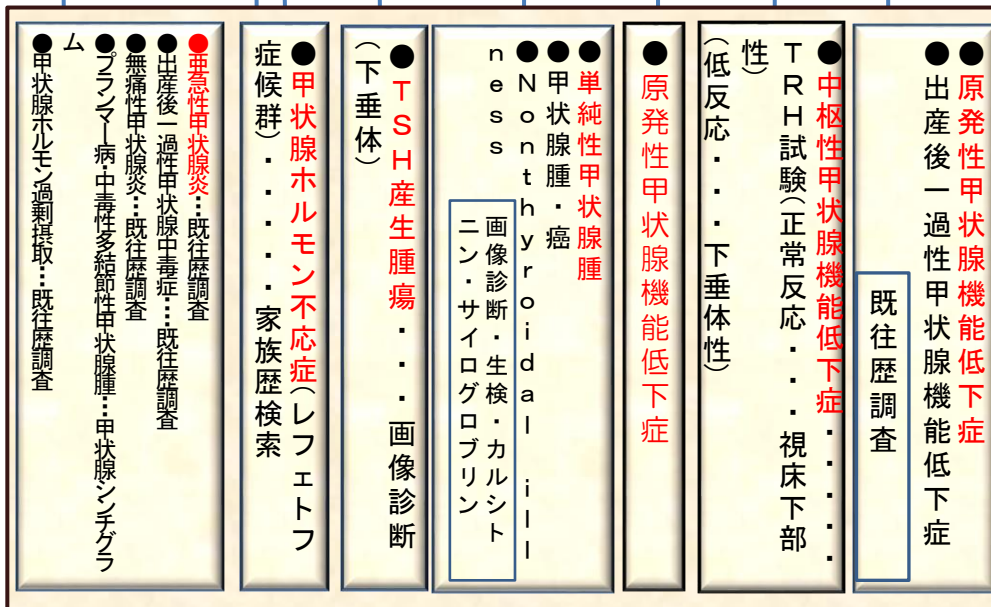 ●原発性甲状腺機能低下症
●出産後一過性甲状腺機能低下症
既往歴調査
●中枢性甲状腺機能低下症・・・・・
TRH試験(正常反応・・・視床下部
性)
(低反応・・・下垂体性)
●原発性甲状腺機能低下症
●単純性甲状腺腫
●甲状腺腫・癌
●Nonthyroidal ill
ness
画像診断・生検・カルシト
ニン・サイログロブリン
●TSH産生腫瘍・・・画像診断
(下垂体)
●甲状腺ホルモン不応症(レフェトフ
症候群)・・・・・家族歴検索
●亜急性甲状腺炎…既往歴調査
●出産後一過性甲状腺中毒症…既往歴調査
●無痛性甲状腺炎…既往歴調査
●プランマー病・中毒性多結節性甲状腺腫…甲状腺シンチグラ
ム
●甲状腺ホルモン過剰摂取…既往歴調査